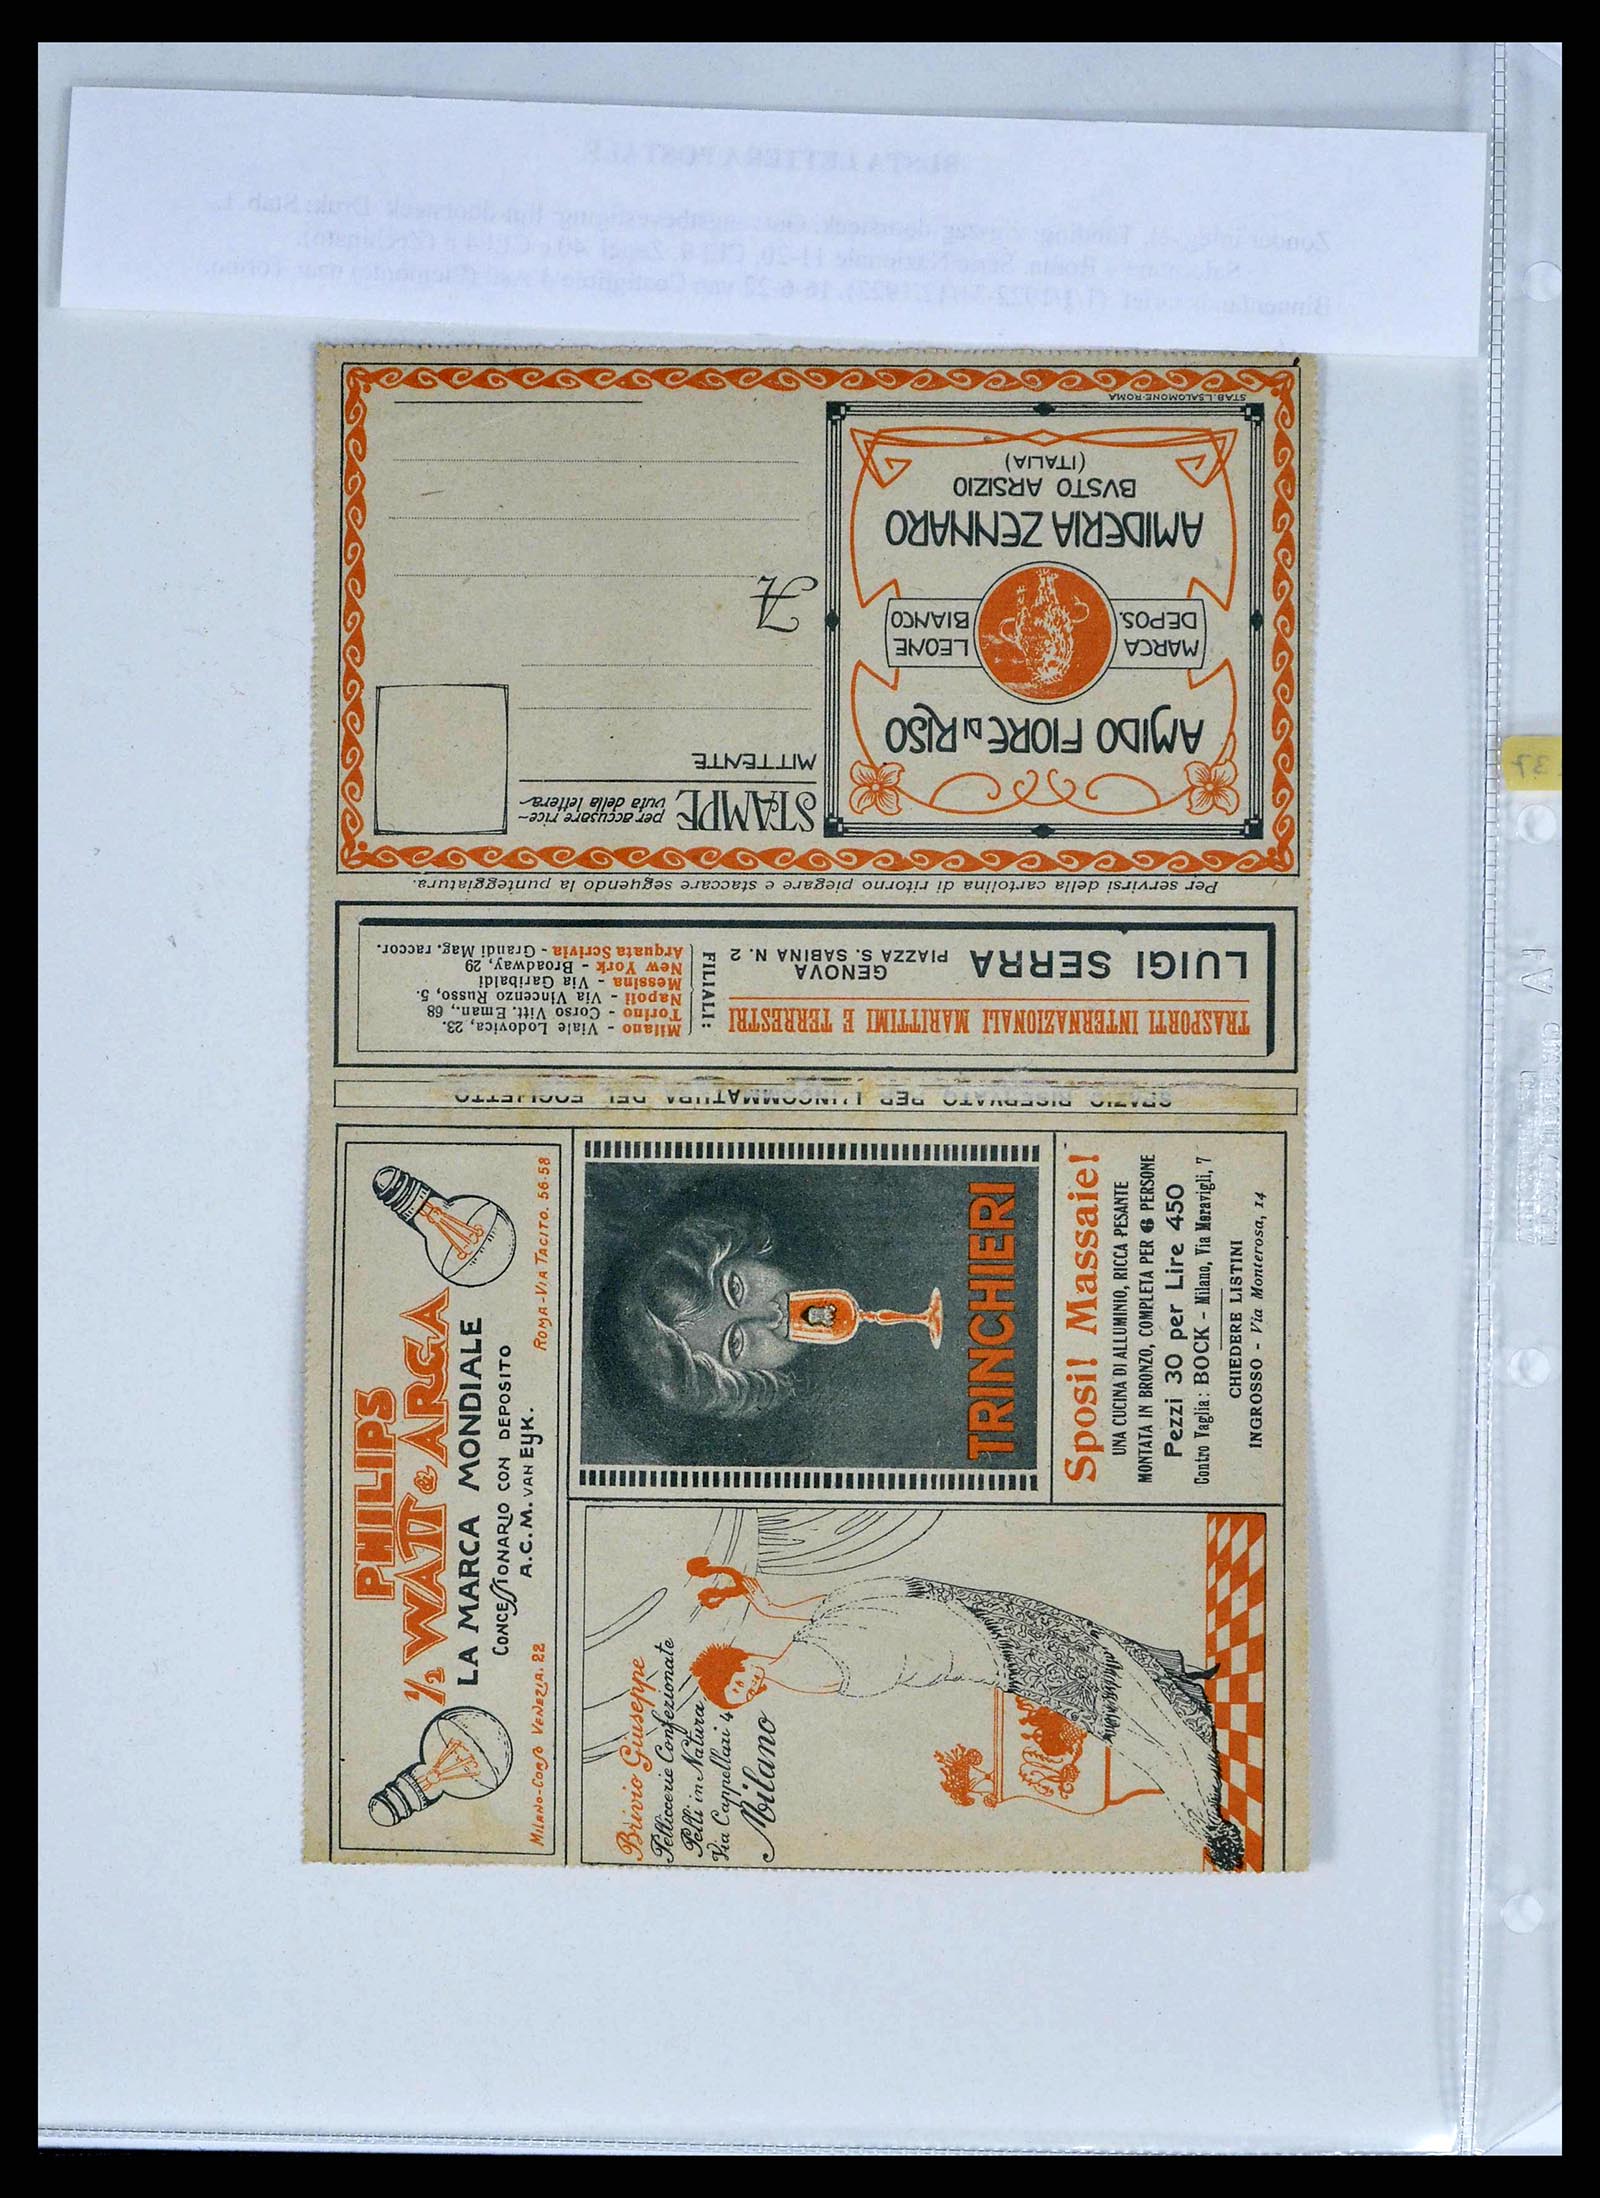 STAB. L. SALOMONE-ROMA
AMIDO FIORE DI RISO
MARCA DEPOS.
LEONE BIANCO
AMIDERIA ZENNARO
BVSTO ARSIZIO
(ITALIA)
STAMPE
per accusare rice-
vuta della lettera
MITTENTE
A
Per servirsi della cartolina di ritorno piegare e staccare seguendo la punteggiatura.
TRASPORTI INTERNAZIONALI MARITTIMI E TERRESTRI
LUIGI SERRA
GENOVA
PIAZZA S. SABINA N. 2
FILIALI:
Milano - Viale Lodovica, 23.
Torino - Corso Vitt. Eman., 68
Napoli - Via Vincenzo Russo, 5.
Messina - Via Garibaldi
New York - Broadway, 29
Arquata Scrivia - Grandi Mag. raccor.
SPAZIO RISERVATO PER L'INCOMMATURA DEL FOGLIETTO
PHILIPS
1/2 WATT & ARGA
LA MARCA MONDIALE
CONCESSIONARIO CON DEPOSITO
A.C.M. VAN EYK.
MILANO-CORSO VENEZIA. 22
ROMA-VIA TACITO. 56-58
TRINCHIERI
Sposi! Massaie!
UNA CUCINA DI ALLUMINIO, RICCA PESANTE
MONTATA IN BRONZO, COMPLETA PER 6 PERSONE
Pezzi 30 per Lire 450
Contro Vaglia: BOCK - Milano, Via Meravigli, 7
CHIEDERE LISTINI
INGROSSO - Via Monterosa, 14
Brivio Giuseppe
Pelliccerie Confezionate
Pelli in Natura
Via Cappellari 4
Milano
37